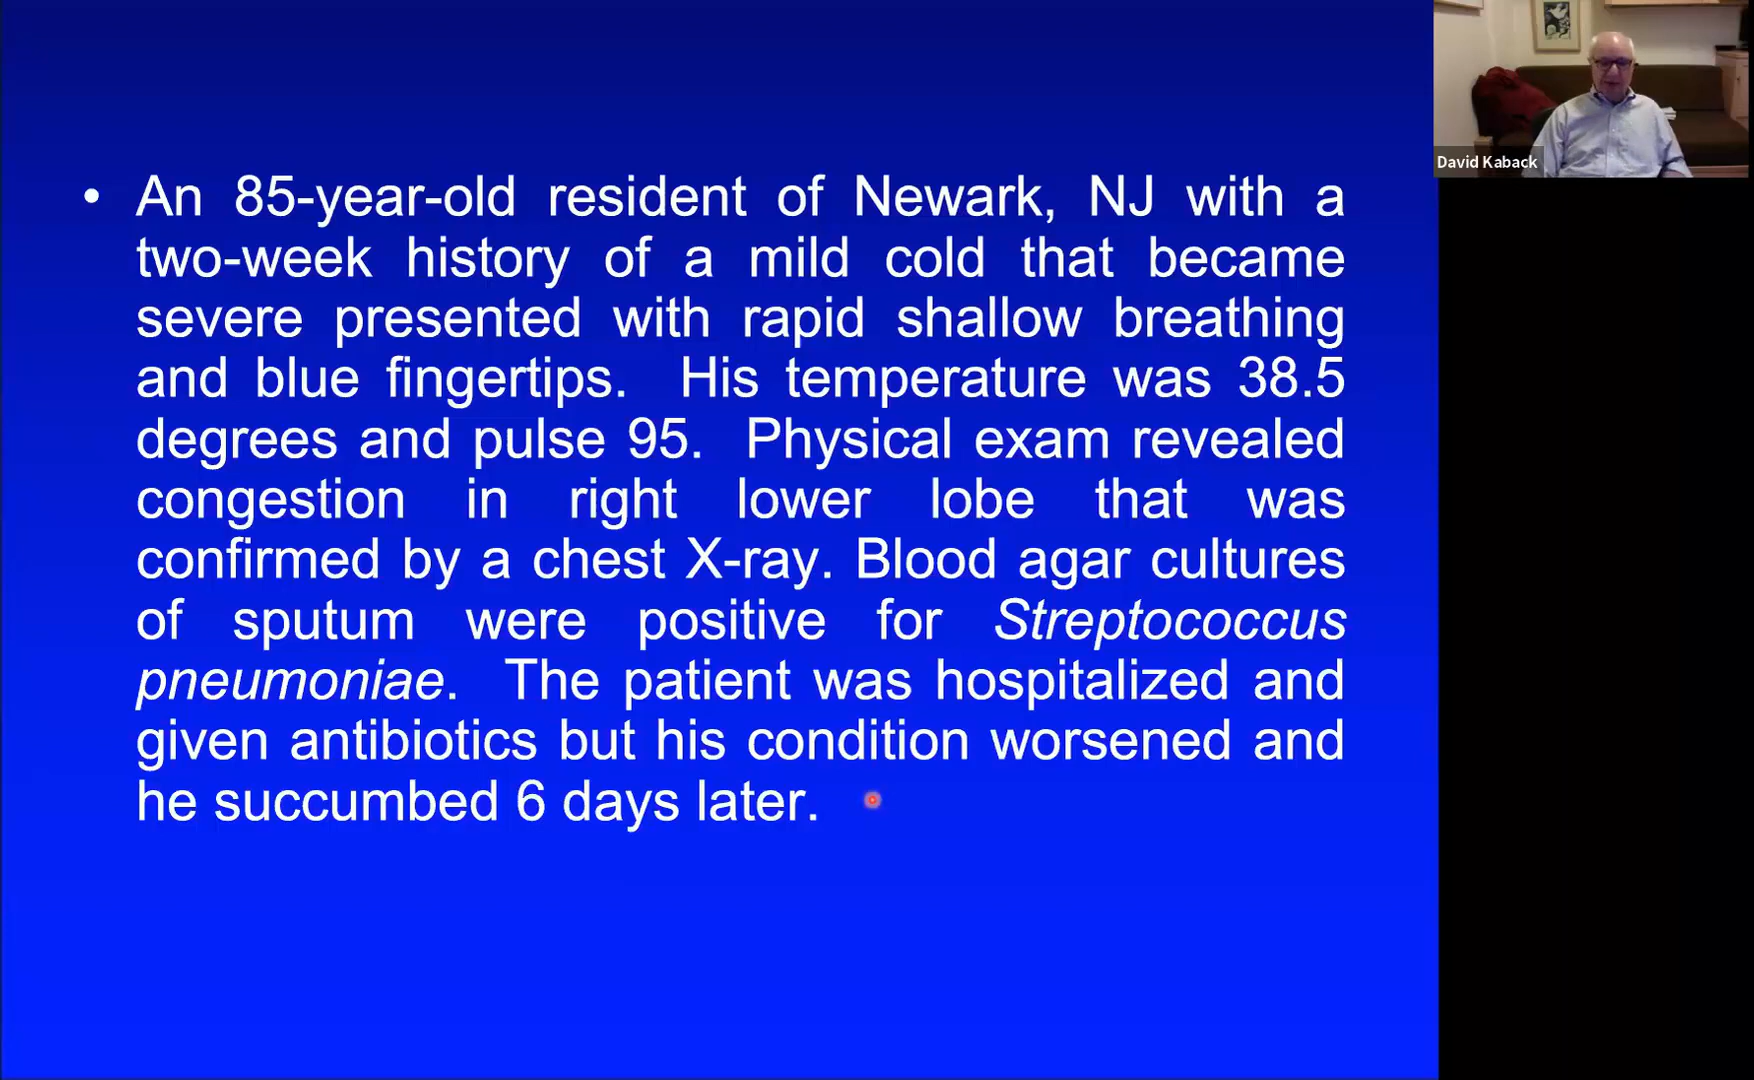 • An 85-year-old resident of Newark, NJ with a
two-week history of a mild cold that became
severe presented with rapid shallow breathing
and blue fingertips. His temperature was 38.5
degrees and pulse 95. Physical exam revealed
congestion in right lower lobe that was
confirmed by a chest X-ray. Blood agar cultures
of sputum were positive for Streptococcus
pneumoniae. The patient was hospitalized and
given antibiotics but his condition worsened and
he succumbed 6 days later.
David Kaback